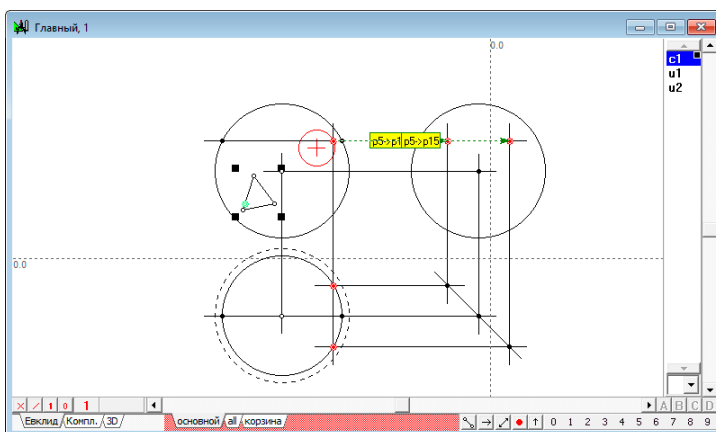 Главный, 1
0.0
c1
u1
u2
p5->p1 p5->p15
0.0
1 0 1
A B C D
Евклид Компл. 3D основной all корзина
0 1 2 3 4 5 6 7 8 9